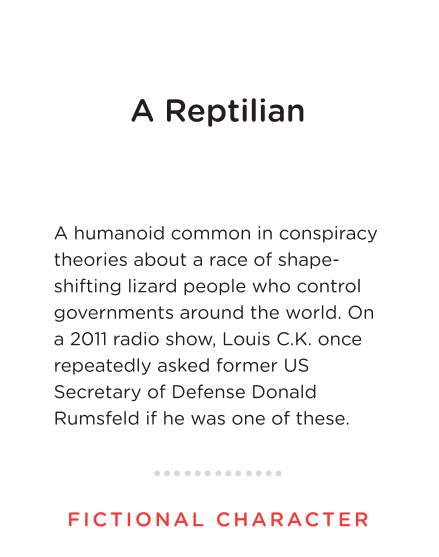 A Reptilian
A humanoid common in conspiracy
theories about a race of shape-
shifting lizard people who control
governments around the world. On
a 2011 radio show, Louis C.K. once
repeatedly asked former US
Secretary of Defense Donald
Rumsfeld if he was one of these.
FICTIONAL CHARACTER